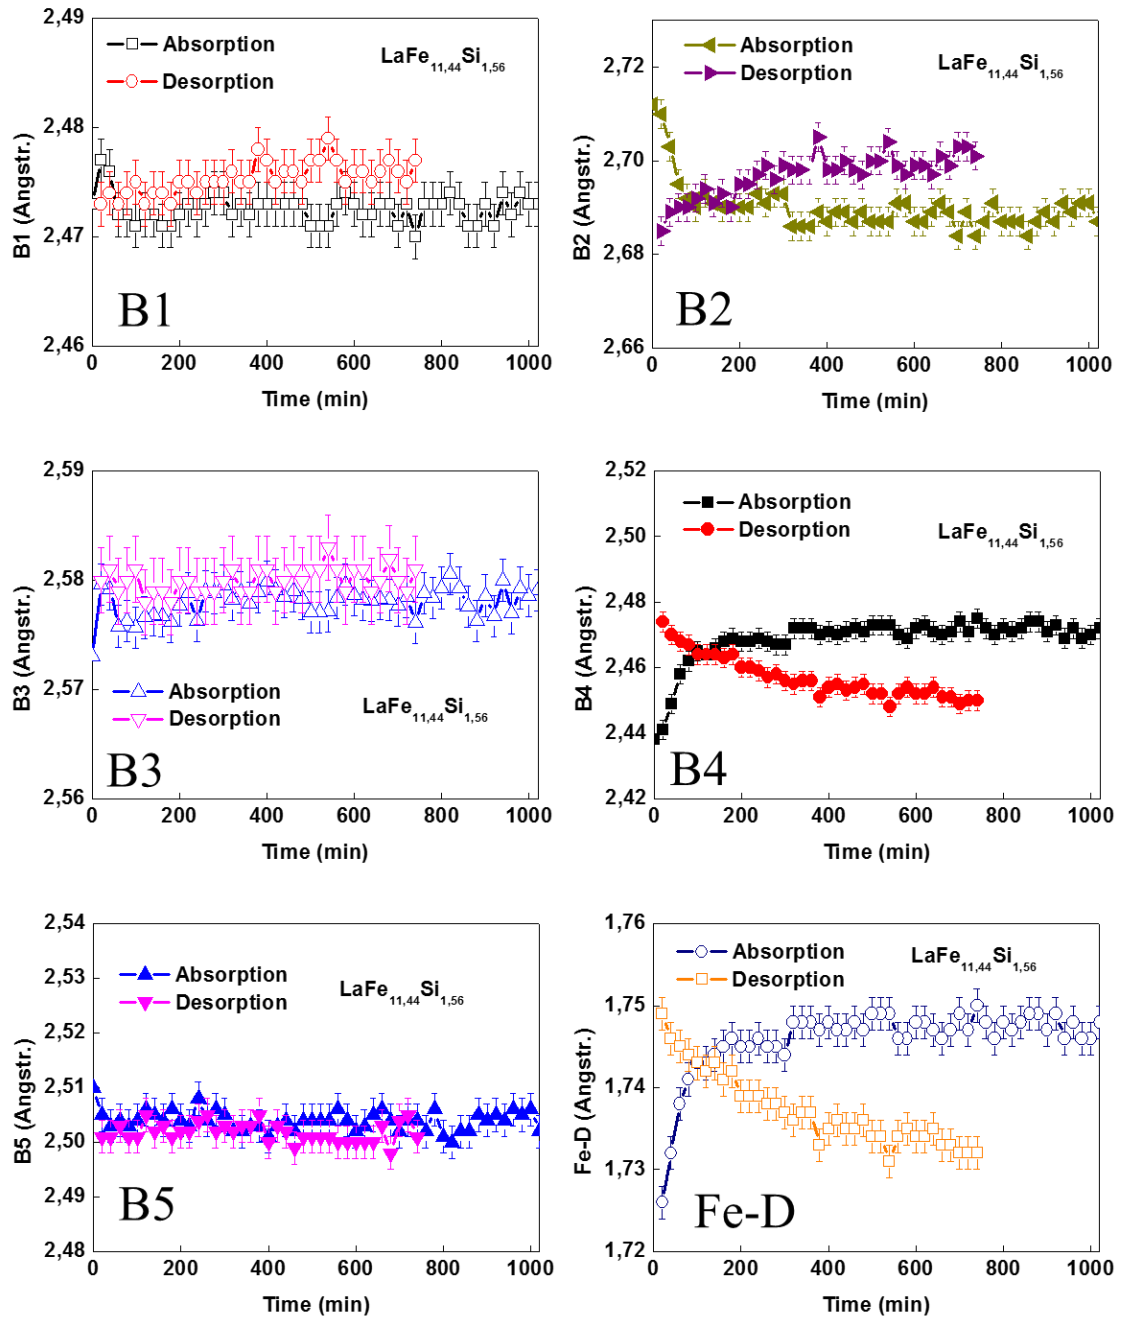 2,49
2,48
2,47
2,46
B1 (Angstr.)
Absorption
Desorption
LaFe11,44Si1,56
B1
0 200 400 600 800 1000
Time (min)
2,72
2,70
2,68
2,66
B2 (Angstr.)
Absorption
Desorption
LaFe11,44Si1,56
B2
0 200 400 600 800 1000
Time (min)
2,59
2,58
2,57
2,56
B3 (Angstr.)
Absorption
Desorption
LaFe11,44Si1,56
B3
0 200 400 600 800 1000
Time (min)
2,52
2,50
2,48
2,46
2,44
2,42
B4 (Angstr.)
Absorption
Desorption
LaFe11,44Si1,56
B4
0 200 400 600 800 1000
Time (min)
2,54
2,53
2,52
2,51
2,50
2,49
2,48
B5 (Angstr.)
Absorption
Desorption
LaFe11,44Si1,56
B5
0 200 400 600 800 1000
Time (min)
1,76
1,75
1,74
1,73
1,72
Fe-D (Angstr.)
Absorption
Desorption
LaFe11,44Si1,56
Fe-D
0 200 400 600 800 1000
Time (min)